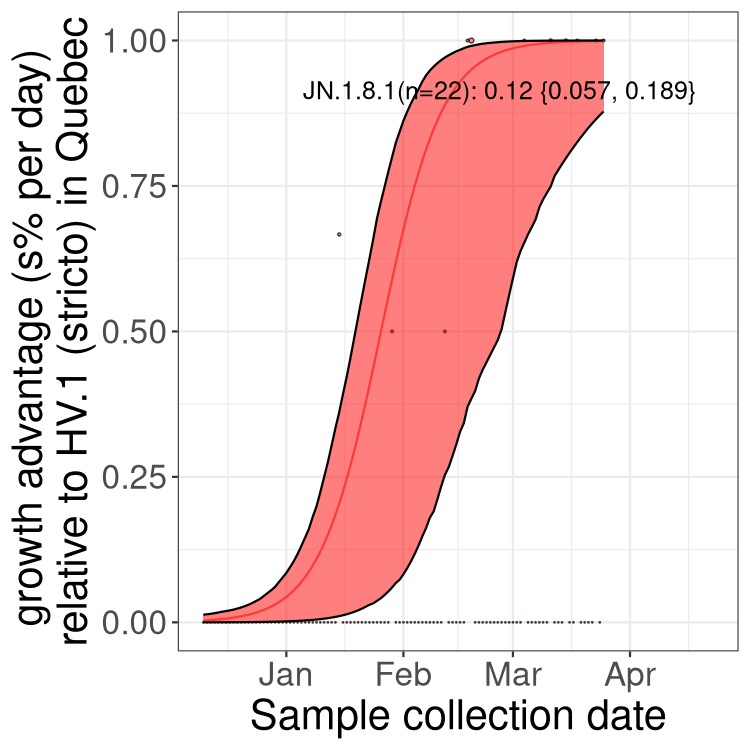 growth advantage (s% per day)
relative to HV.1 (stricto) in Quebec
1.00
0.75
0.50
0.25
0.00
JN.1.8.1(n=22): 0.12 {0.057, 0.189}
Jan Feb Mar Apr
Sample collection date